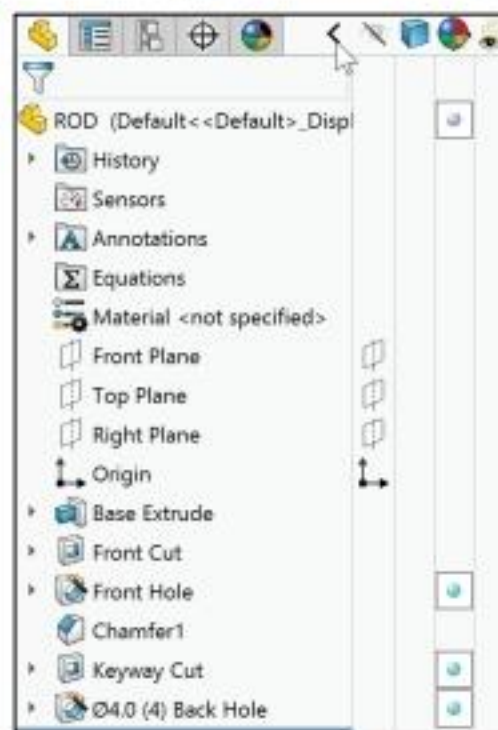 ROD (Default<<Default>_Displ
History
Sensors
Annotations
Equations
Material <not specified>
Front Plane
Top Plane
Right Plane
Origin
Base Extrude
Front Cut
Front Hole
Chamfer1
Keyway Cut
Ø4.0 (4) Back Hole